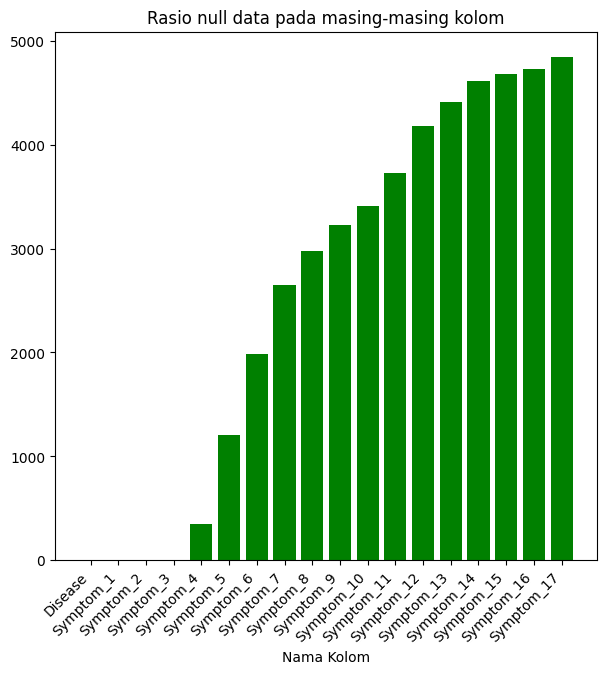 Rasio null data pada masing-masing kolom
5000
4000
3000
2000
1000
0
Disease
Symptom_1
Symptom_2
Symptom_3
Symptom_4
Symptom_5
Symptom_6
Symptom_7
Symptom_8
Symptom_9
Symptom_10
Symptom_11
Symptom_12
Symptom_13
Symptom_14
Symptom_15
Symptom_16
Symptom_17
Nama Kolom